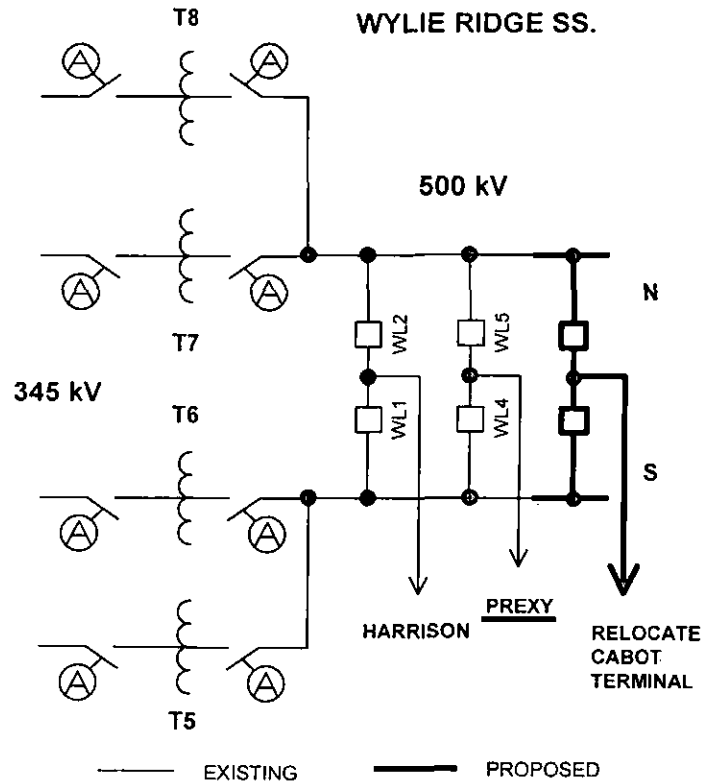 T8
WYLIE RIDGE SS.
A
A
500 kV
A
A
N
T7
WL2
WL5
345 kV
T6
WL1
WL4
S
A
A
HARRISON
PREXY
RELOCATE
CABOT
TERMINAL
A
A
T5
EXISTING
PROPOSED